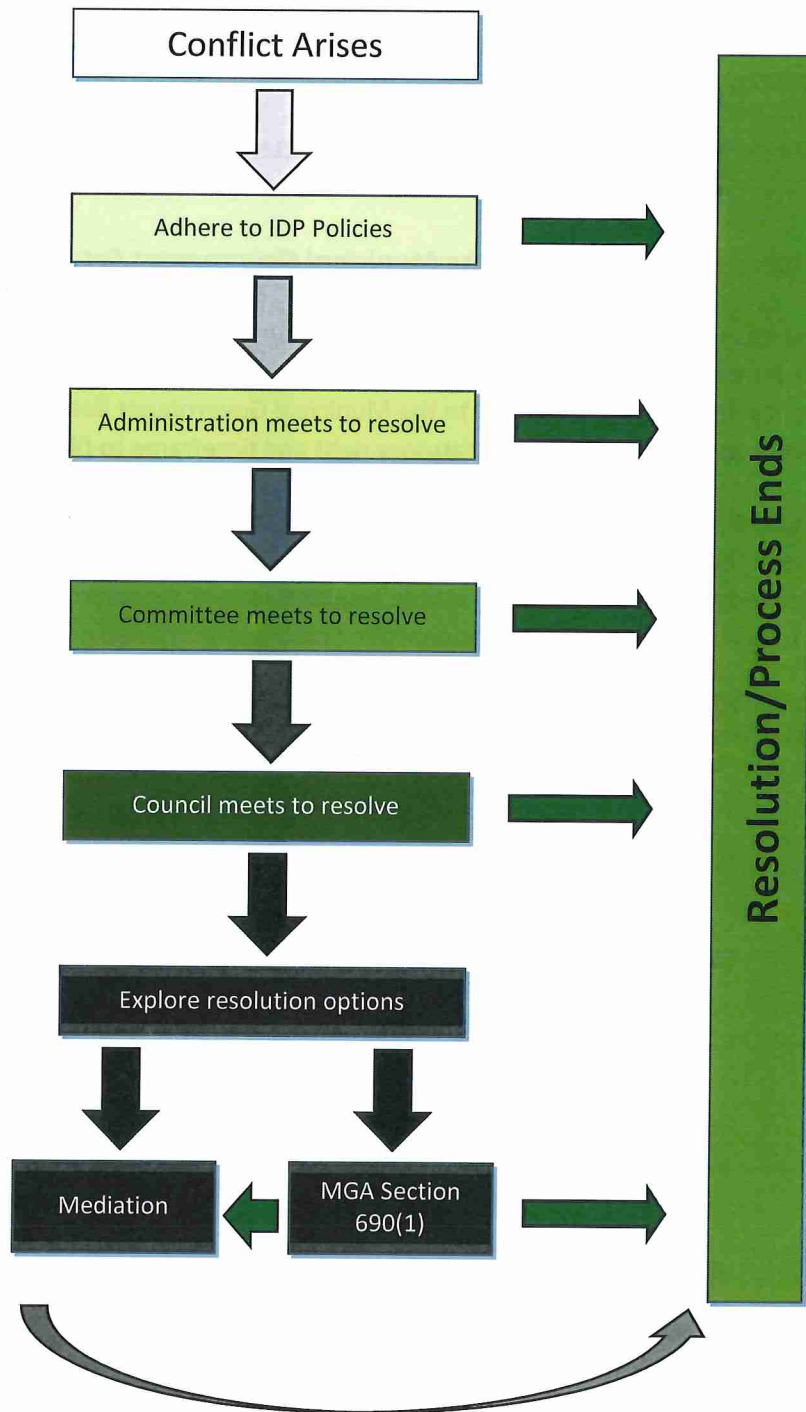 Conflict Arises
Adhere to IDP Policies
Administration meets to resolve
Committee meets to resolve
Council meets to resolve
Explore resolution options
Mediation
MGA Section
690(1)
Resolution/Process Ends